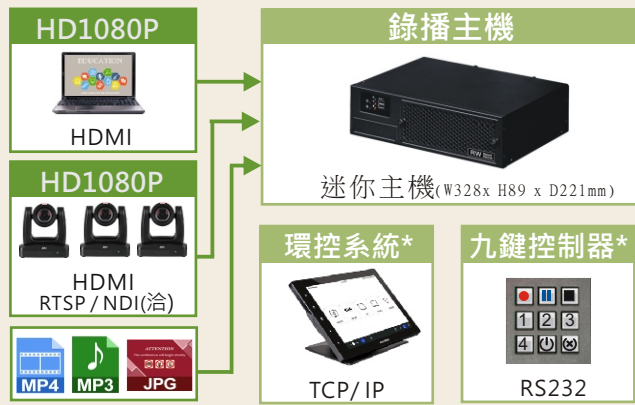 HD1080P
EDUCATION
HDMI
HD1080P
HDMI
RTSP / NDI(洽)
MP4
MP3
ATTENTION
JPG
錄播主機
迷你主機(W328x H89 x D221mm)
環控系統*
TCP/ IP
九鍵控制器*
1 2 3
4
RS232